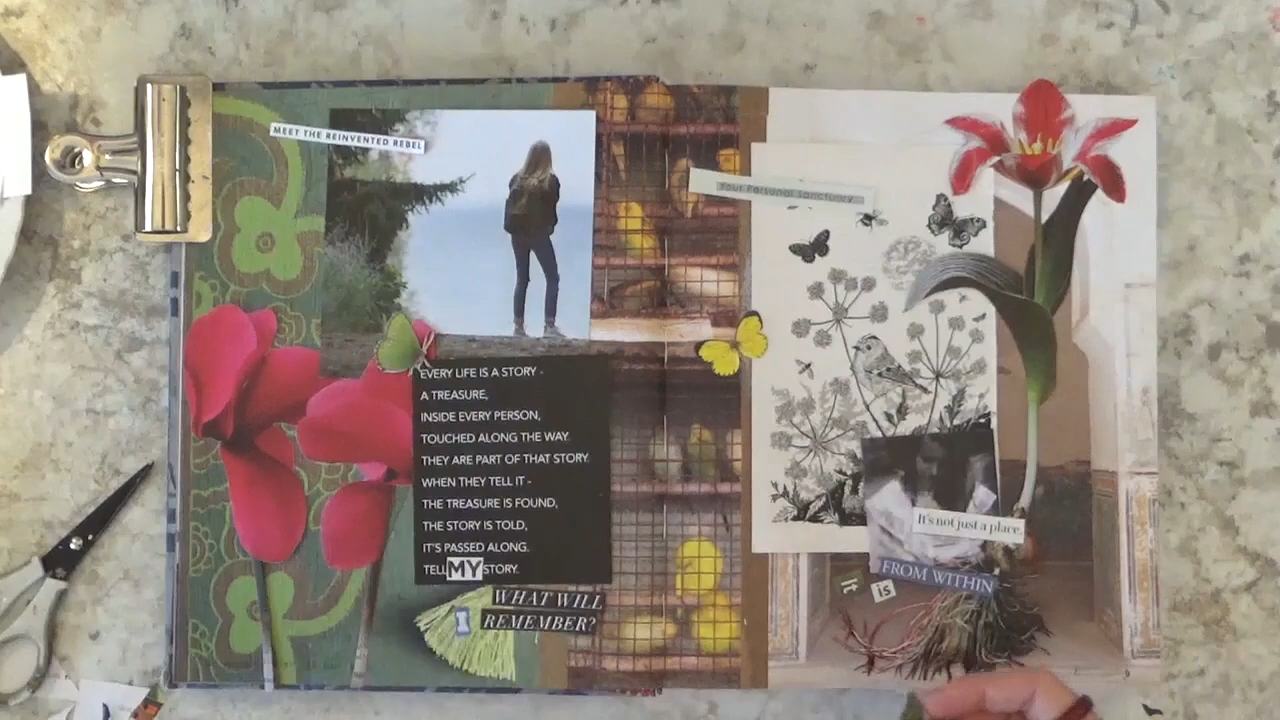 MEET THE REINVENTED REBEL
Your Personal Sanctuary
EVERY LIFE IS A STORY -
A TREASURE,
INSIDE EVERY PERSON,
TOUCHED ALONG THE WAY.
THEY ARE PART OF THAT STORY.
WHEN THEY TELL IT -
THE TREASURE IS FOUND,
THE STORY IS TOLD,
IT'S PASSED ALONG.
TELL MY STORY.
WHAT WILL
I REMEMBER?
It's not just a place.
It is FROM WITHIN